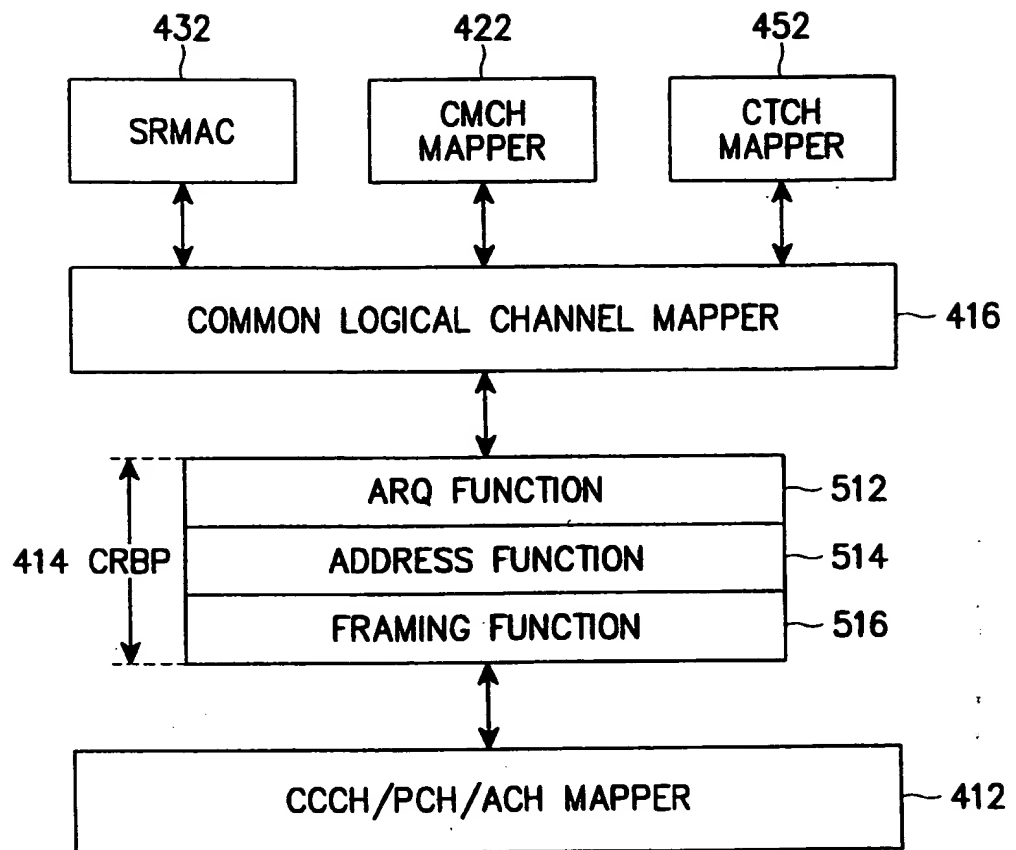 432 422 452
SRMAC
CMCH
MAPPER
CTCH
MAPPER
COMMON LOGICAL CHANNEL MAPPER 416
ARQ FUNCTION 512
414 CRBP ADDRESS FUNCTION 514
FRAMING FUNCTION 516
CCCH/PCH/ACH MAPPER 412